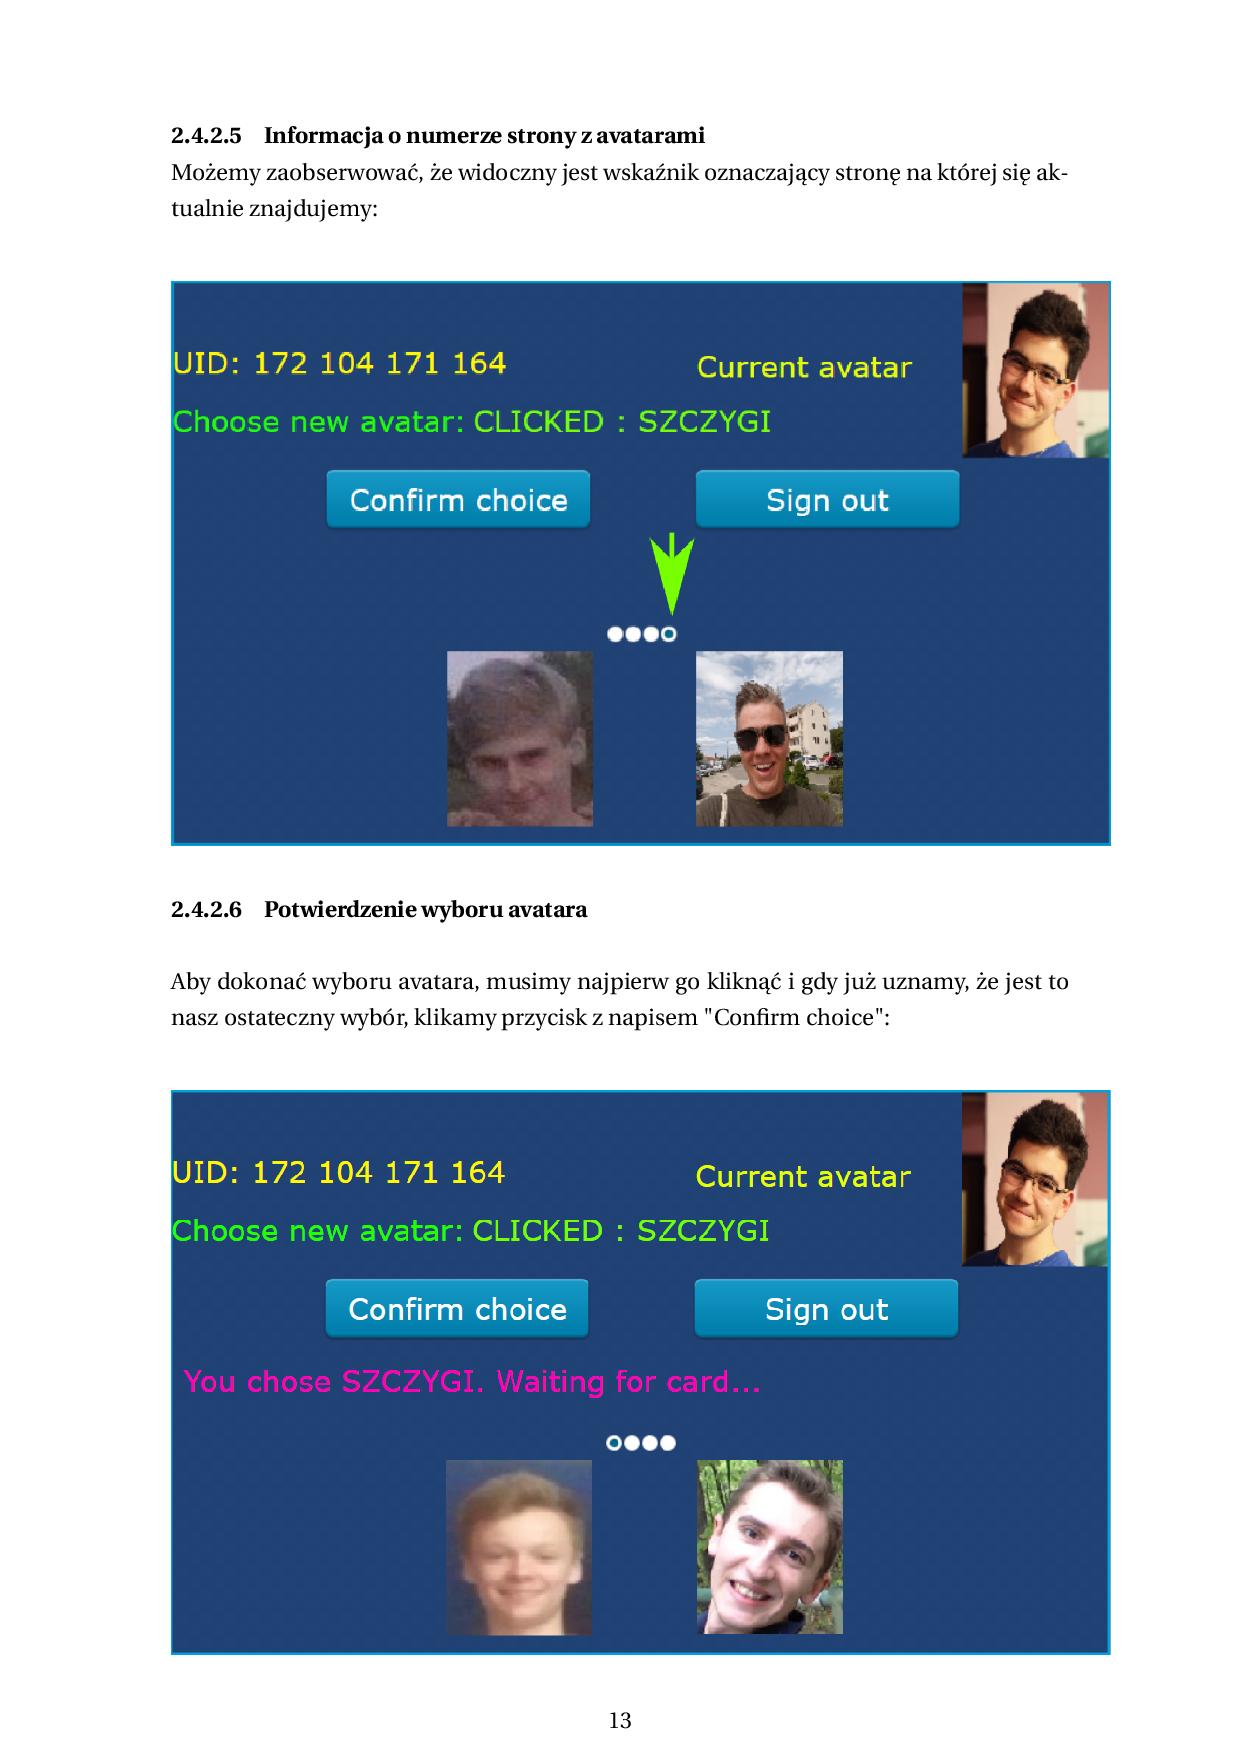 2.4.2.5 Informacja o numerze strony z avatarami
Możemy zaobserwować, że widoczny jest wskaźnik oznaczający stronę na której się ak-
tualnie znajdujemy:
UID: 172 104 171 164
Current avatar
Choose new avatar: CLICKED : SZCZYGI
Confirm choice
Sign out
2.4.2.6 Potwierdzenie wyboru avatara
Aby dokonać wyboru avatara, musimy najpierw go kliknąć i gdy już uznamy, że jest to
nasz ostateczny wybór, klikamy przycisk z napisem "Confirm choice":
UID: 172 104 171 164
Current avatar
Choose new avatar: CLICKED : SZCZYGI
Confirm choice
Sign out
You chose SZCZYGI. Waiting for card...
13